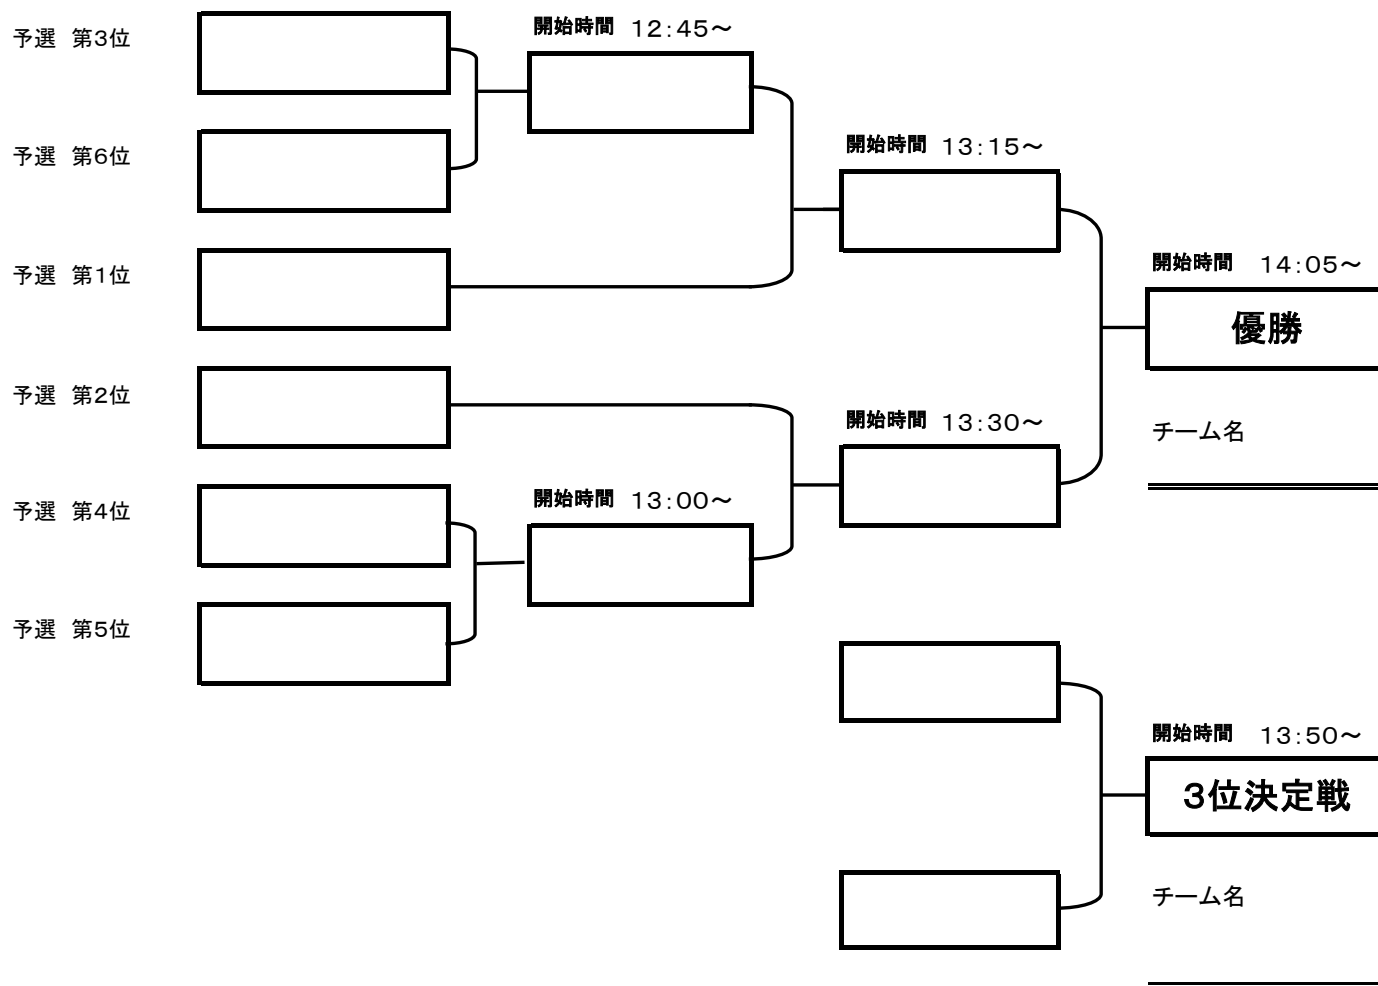 予選 第3位
開始時間 12:45～
予選 第6位
開始時間 13:15～
予選 第1位
開始時間 14:05～
優勝
予選 第2位
開始時間 13:30～
チーム名
予選 第4位
開始時間 13:00～
予選 第5位
開始時間 13:50～
3位決定戦
チーム名